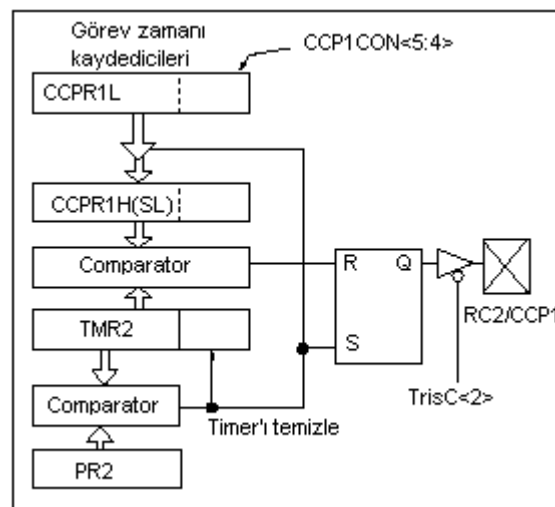 Görev zamanı
kaydedicileri
CCP1CON<5:4>
CCPR1L
CCPR1H(SL)
Comparator
R
Q
RC2/CCP1
TMR2
S
Comparator
Timer'ı temizle
TrisC<2>
PR2